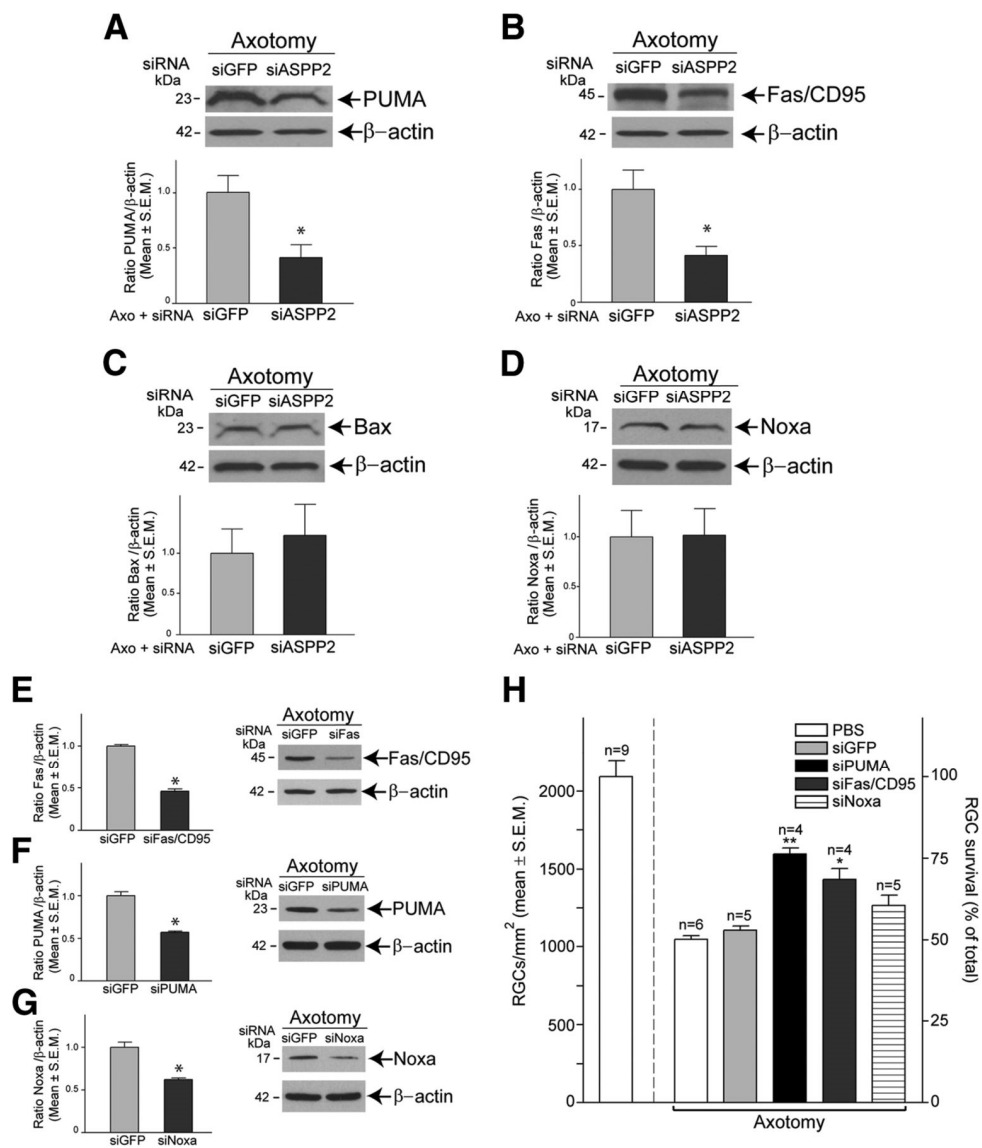 A
Axotomy
siRNA siGFP siASPP2
kDa
23 PUMA
42 β-actin
Ratio PUMA/β-actin
(Mean ± S.E.M.)
1.0
0.5
0
Axo + siRNA siGFP siASPP2
B
Axotomy
siRNA siGFP siASPP2
kDa
45 Fas/CD95
42 β-actin
Ratio Fas /β-actin
(Mean ± S.E.M.)
1.0
0.5
0
*
*
Axo + siRNA siGFP siASPP2
C
Axotomy
siRNA siGFP siASPP2
kDa
23 Bax
42 β-actin
Ratio Bax /β-actin
(Mean ± S.E.M.)
1.0
0.5
0
Axo + siRNA siGFP siASPP2
D
Axotomy
siRNA siGFP siASPP2
kDa
17 Noxa
42 β-actin
Ratio Noxa /β-actin
(Mean ± S.E.M.)
1.0
0.5
0
Axo + siRNA siGFP siASPP2
E
Ratio Fas /β-actin
(Mean ± S.E.M.)
1.0
0.5
0
*
siGFP siFas/CD95
Axotomy
siRNA siGFP siFas
kDa
45 Fas/CD95
42 β-actin
F
Ratio PUMA /β-actin
(Mean ± S.E.M.)
1.0
0.5
0
*
siGFP siPUMA
Axotomy
siRNA siGFP siPUMA
kDa
23 PUMA
42 β-actin
G
Ratio Noxa /β-actin
(Mean ± S.E.M.)
1.0
0.5
0
*
siGFP siNoxa
Axotomy
siRNA siGFP siNoxa
kDa
17 Noxa
42 β-actin
H
PBS
siGFP
siPUMA
siFas/CD95
siNoxa
RGCs/mm² (mean ± S.E.M.)
2000
1500
1000
500
0
n=9
n=6
n=5
n=4
**
n=4
*
n=5
100
75
50
25
0
RGC survival (% of total)
Axotomy